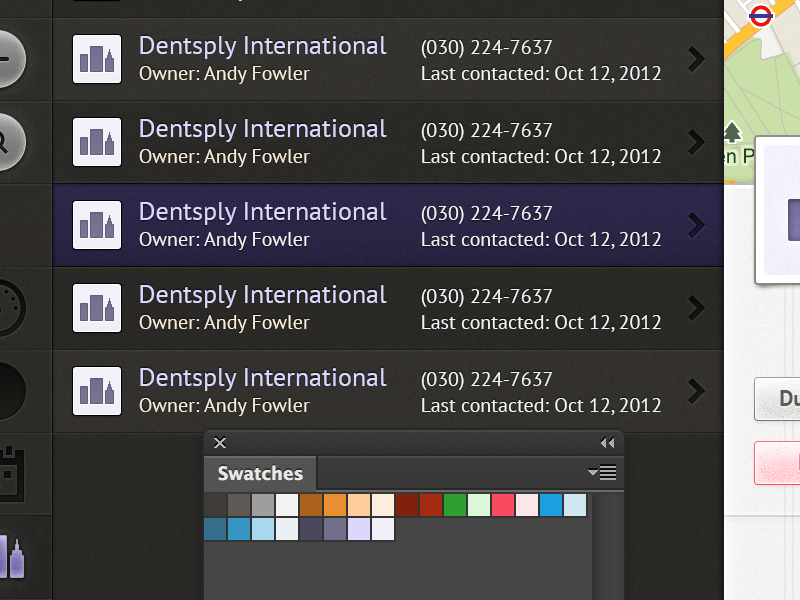 Dentsply International
(030) 224-7637
Owner: Andy Fowler
Last contacted: Oct 12, 2012
Dentsply International
(030) 224-7637
Owner: Andy Fowler
Last contacted: Oct 12, 2012
Dentsply International
(030) 224-7637
Owner: Andy Fowler
Last contacted: Oct 12, 2012
Dentsply International
(030) 224-7637
Owner: Andy Fowler
Last contacted: Oct 12, 2012
Dentsply International
(030) 224-7637
Owner: Andy Fowler
Last contacted: Oct 12, 2012
Swatches